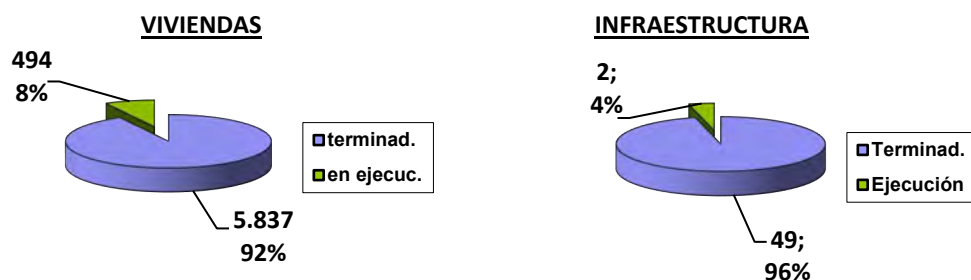 VIVIENDAS
494
8%
terminad.
en ejecuc.
5.837
92%
INFRAESTRUCTURA
2;
4%
Terminad.
Ejecución
49;
96%